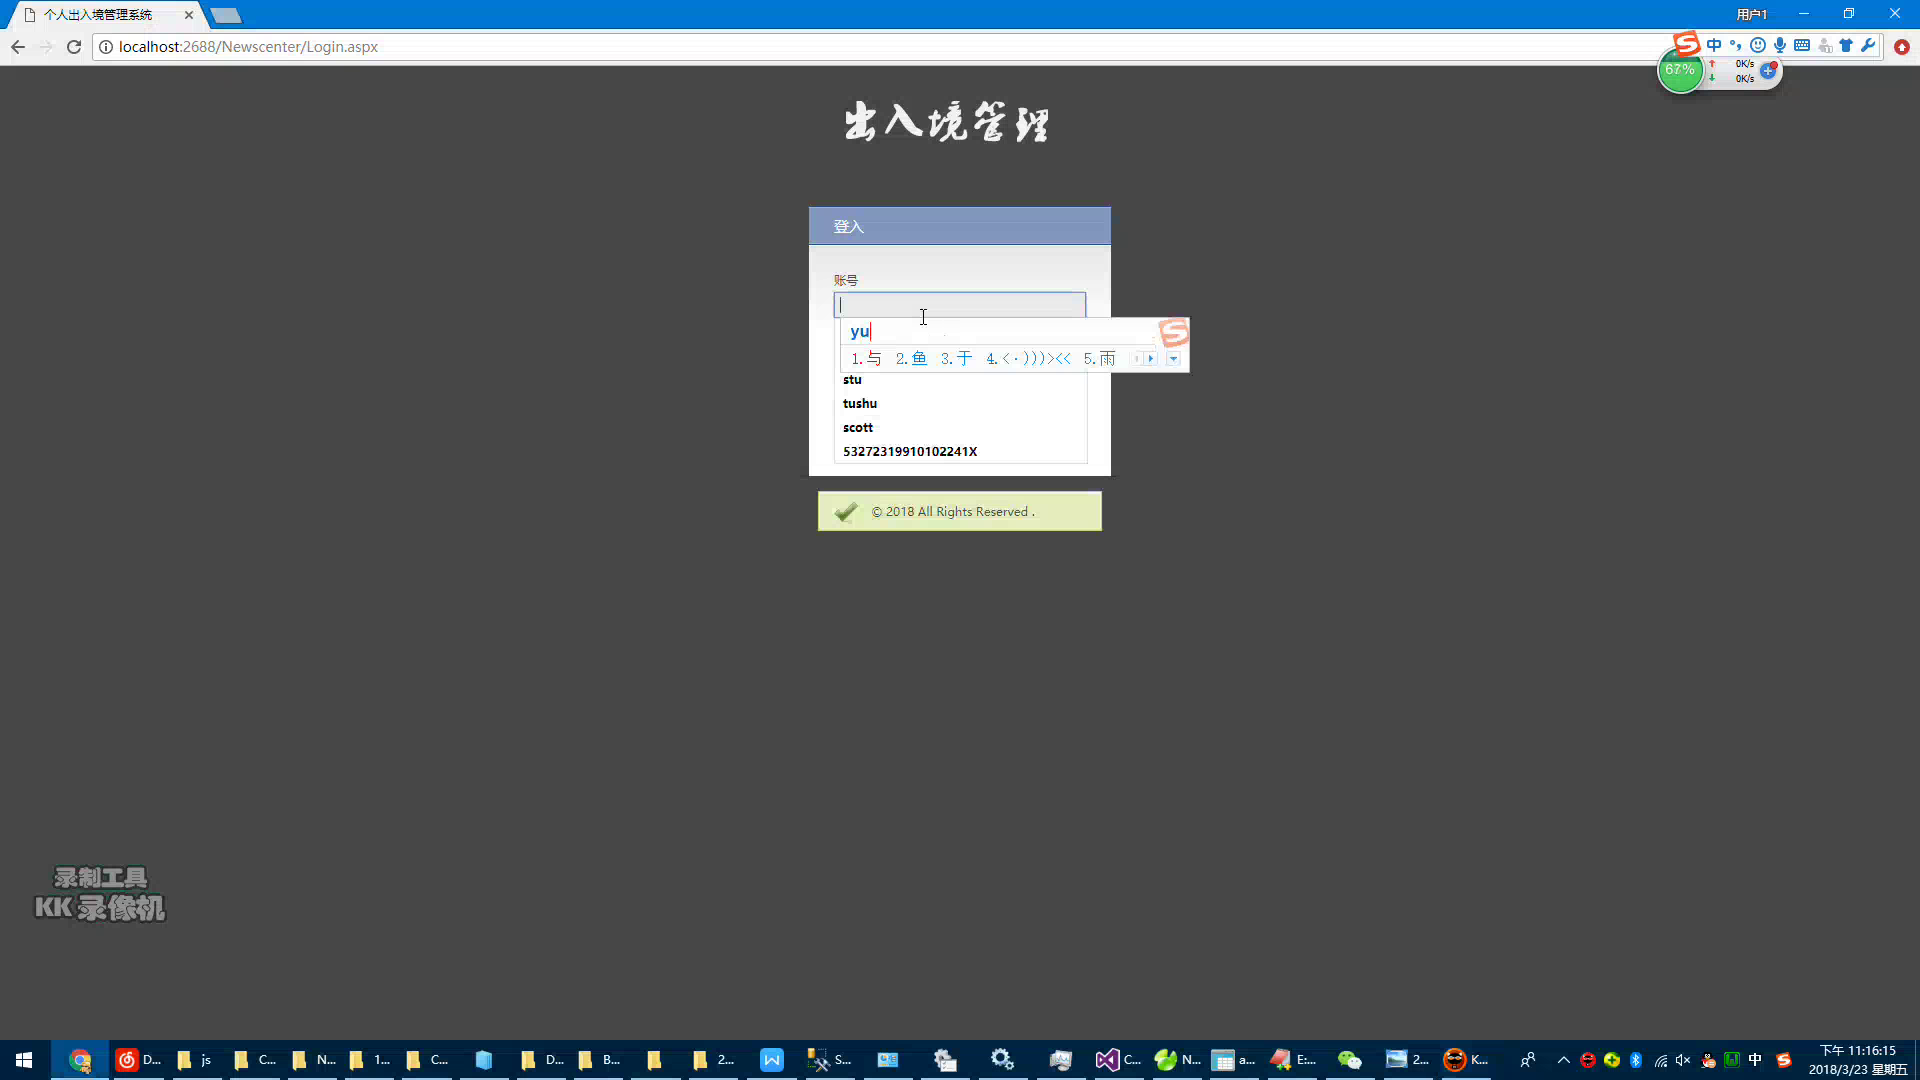 个人出入境管理系统
用户1
localhost:2688/Newscenter/Login.aspx
中
67%
0K/s
0K/s
出入境管理
登入
账号
yu
1.与 2.鱼 3.于 4.<·)))><< 5.雨
stu
tushu
scott
53272319910102241X
© 2018 All Rights Reserved .
录制工具
KK 录像机
D... js C... N... 1... C... D... B... 2... S... C... N... a... E:... 2... K...
中
下午 11:16:15
2018/3/23 星期五